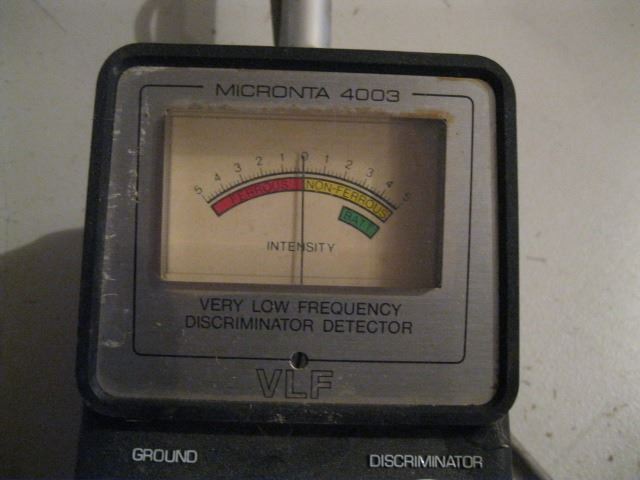 MICRONTA 4003
5 4 3 2 1 0 1 2 3 4 5
FERROUS NON-FERROUS
BATT
INTENSITY
VERY LOW FREQUENCY
DISCRIMINATOR DETECTOR
VLF
GROUND DISCRIMINATOR